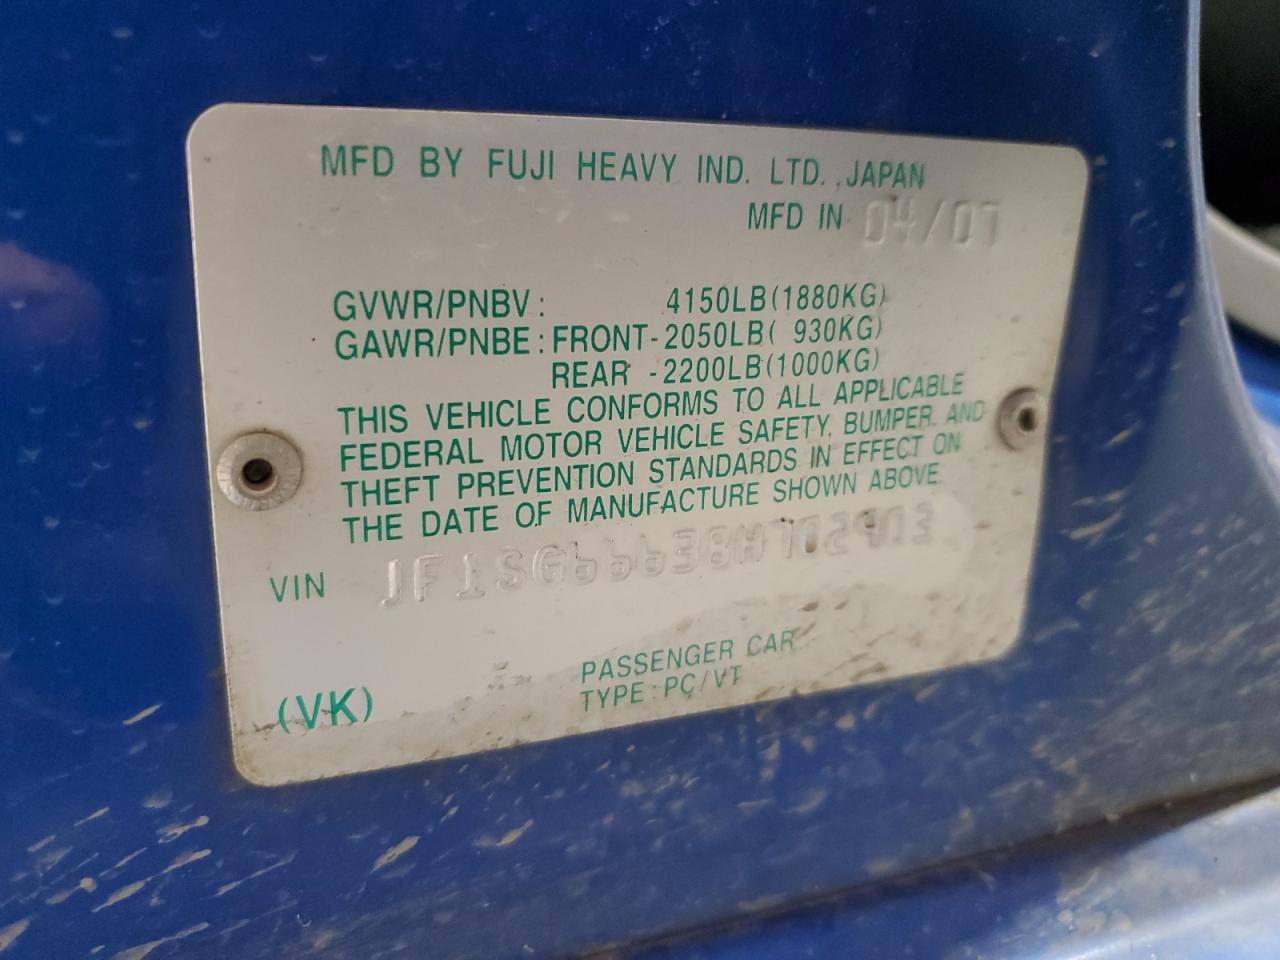 MFD BY FUJI HEAVY IND. LTD., JAPAN
MFD IN 04/07
GVWR/PNBV: 4150LB(1880KG)
GAWR/PNBE: FRONT-2050LB( 930KG)
REAR -2200LB(1000KG)
THIS VEHICLE CONFORMS TO ALL APPLICABLE
FEDERAL MOTOR VEHICLE SAFETY, BUMPER, AND
THEFT PREVENTION STANDARDS IN EFFECT ON
THE DATE OF MANUFACTURE SHOWN ABOVE.
VIN JF1SG66638H702903
PASSENGER CAR
TYPE:PC/VT
(VK)